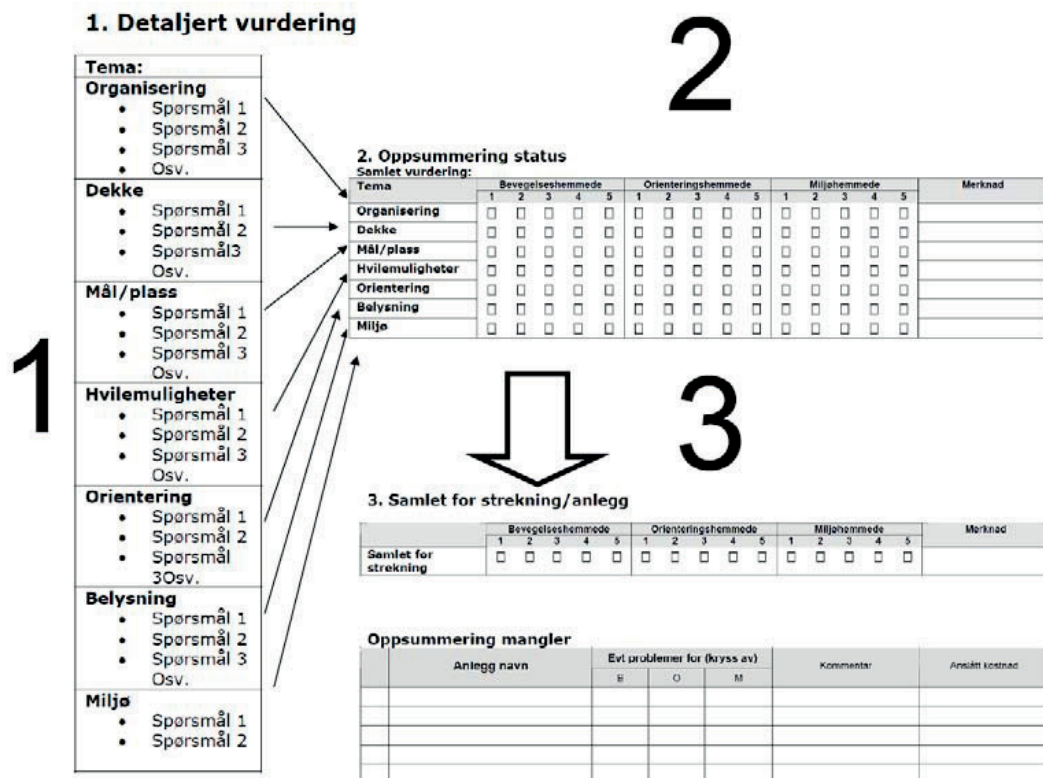 1. Detaljert vurdering
1
Tema:
Organisering
• Spørsmål 1
• Spørsmål 2
• Spørsmål 3
• Osv.
Dekke
• Spørsmål 1
• Spørsmål 2
• Spørsmål3
Osv.
Mål/plass
• Spørsmål 1
• Spørsmål 2
• Spørsmål 3
Osv.
Hvilemuligheter
• Spørsmål 1
• Spørsmål 2
• Spørsmål 3
Osv.
Orientering
• Spørsmål 1
• Spørsmål 2
• Spørsmål
3Osv.
Belysning
• Spørsmål 1
• Spørsmål 2
• Spørsmål 3
Osv.
Miljø
• Spørsmål 1
• Spørsmål 2
2
2. Oppsummering status
Samlet vurdering:
Tema Bevegelseshemmede Orienteringshemmede Miljøhemmede Merknad
1 2 3 4 5 1 2 3 4 5 1 2 3 4 5
Organisering
Dekke
Mål/plass
Hvilemuligheter
Orientering
Belysning
Miljø
3
3. Samlet for strekning/anlegg
Bevegelseshemmede Orienteringshemmede Miljøhemmede Merknad
1 2 3 4 5 1 2 3 4 5 1 2 3 4 5
Samlet for
strekning
Oppsummering mangler
Anlegg navn Evt problemer for (kryss av) Kommentar Anslått kostnad
B O M